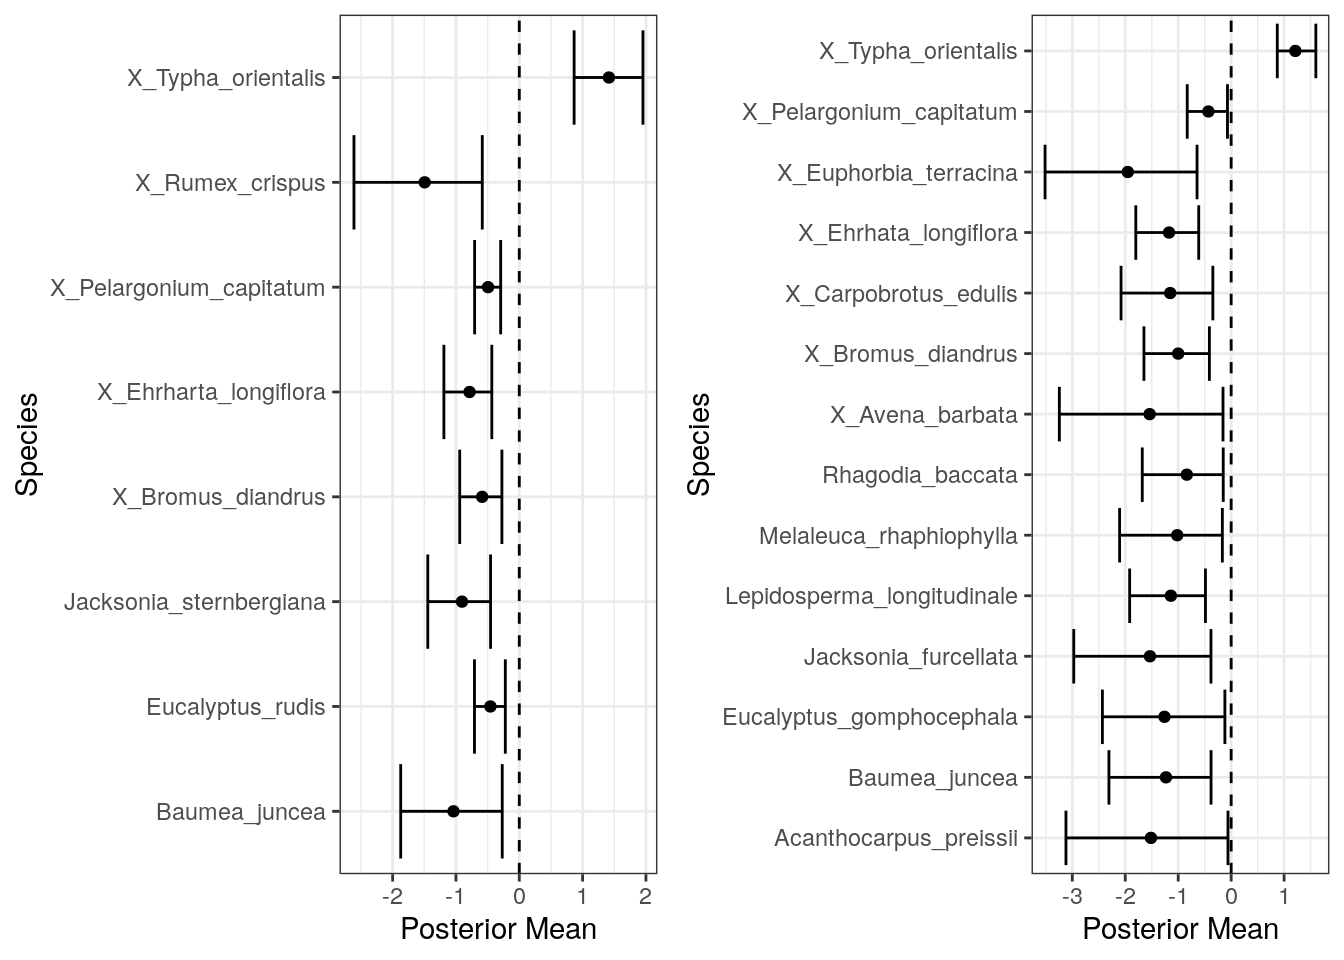 Species
X_Typha_orientalis
X_Rumex_crispus
X_Pelargonium_capitatum
X_Ehrharta_longiflora
X_Bromus_diandrus
Jacksonia_sternbergiana
Eucalyptus_rudis
Baumea_juncea
-2 -1 0 1 2
Posterior Mean
Species
X_Typha_orientalis
X_Pelargonium_capitatum
X_Euphorbia_terracina
X_Ehrhata_longiflora
X_Carpobrotus_edulis
X_Bromus_diandrus
X_Avena_barbata
Rhagodia_baccata
Melaleuca_rhaphiophylla
Lepidosperma_longitudinale
Jacksonia_furcellata
Eucalyptus_gomphocephala
Baumea_juncea
Acanthocarpus_preissii
-3 -2 -1 0 1
Posterior Mean